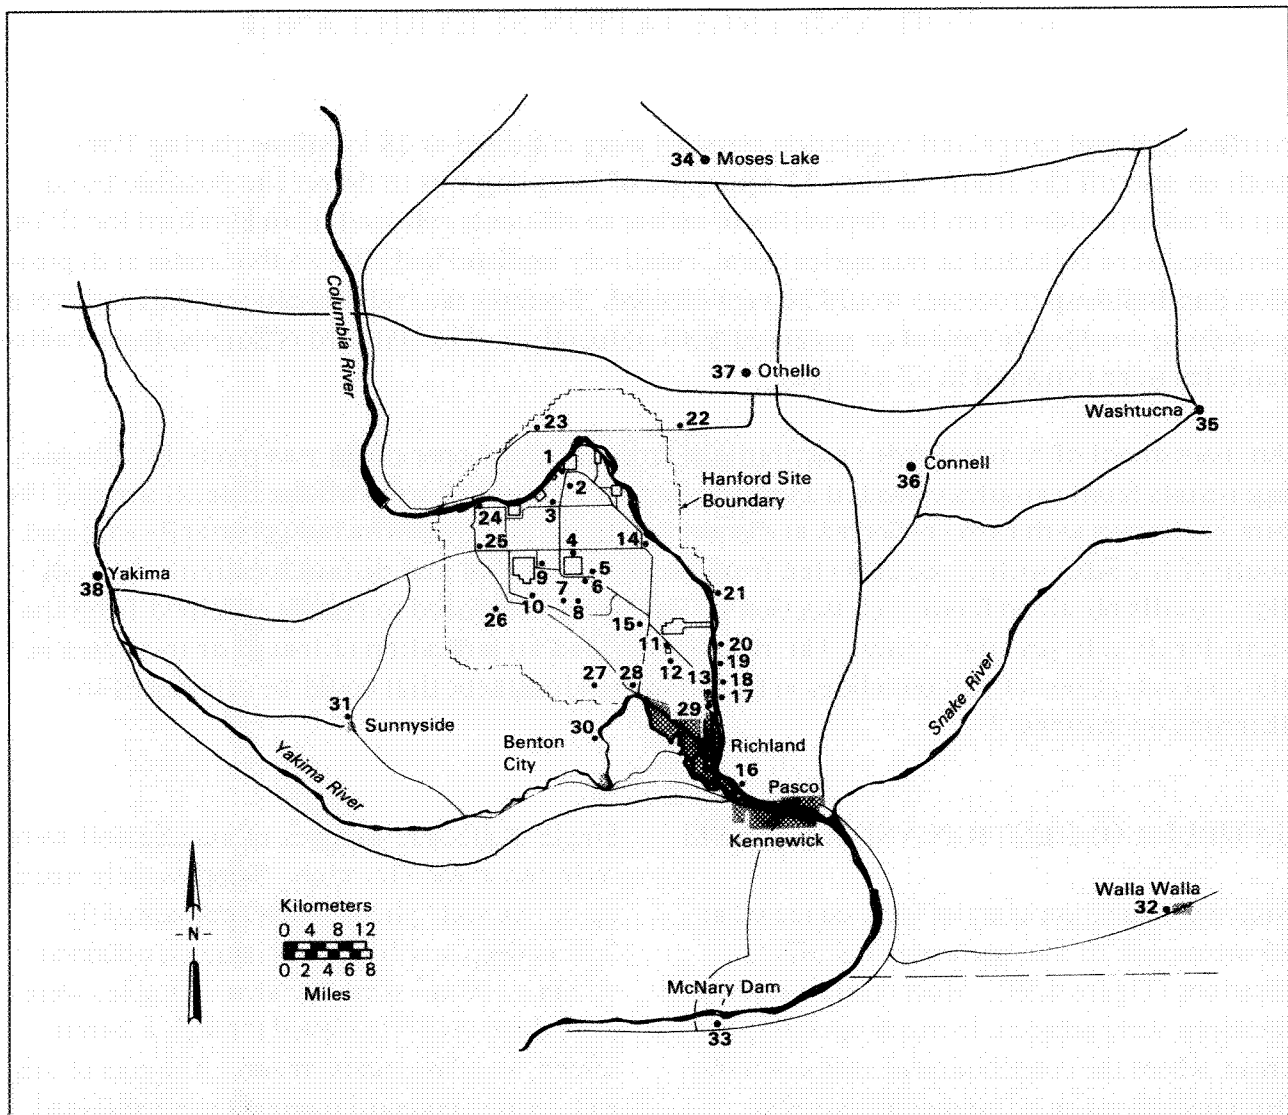 34 Moses Lake
Columbia River
37 Othello
Washtucna
35
23
22
Connell
36
1
2
Hanford Site
Boundary
3
24
14
4
25
Yakima
38
9
5
6
21
7
10
8
26
15
20
11
19
12
27
28
13
18
17
29
Snake River
31
Sunnyside
30
Benton
City
Richland
Yakima River
16
Pasco
Kennewick
Walla Walla
32
Kilometers
0 4 8 12
N
0 2 4 6 8
Miles
McNary Dam
33